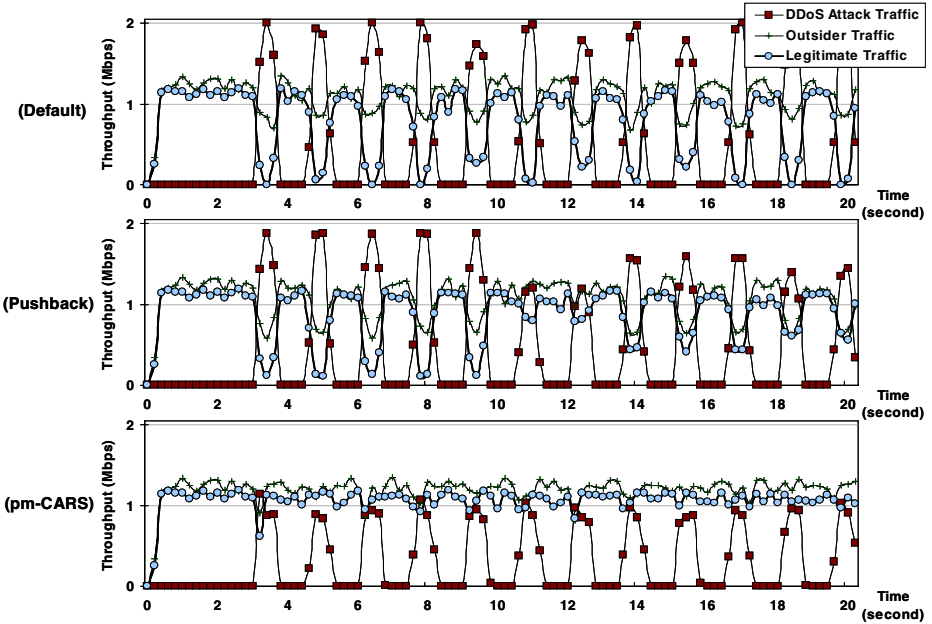 DDoS Attack Traffic
Outsider Traffic
Legitimate Traffic
(Default)
Throughput (Mbps)
2
1
0
0 2 4 6 8 10 12 14 16 18 20
Time
(second)
(Pushback)
Throughput (Mbps)
2
1
0
0 2 4 6 8 10 12 14 16 18 20
Time
(second)
(pm-CARS)
Throughput (Mbps)
2
1
0
0 2 4 6 8 10 12 14 16 18 20
Time
(second)